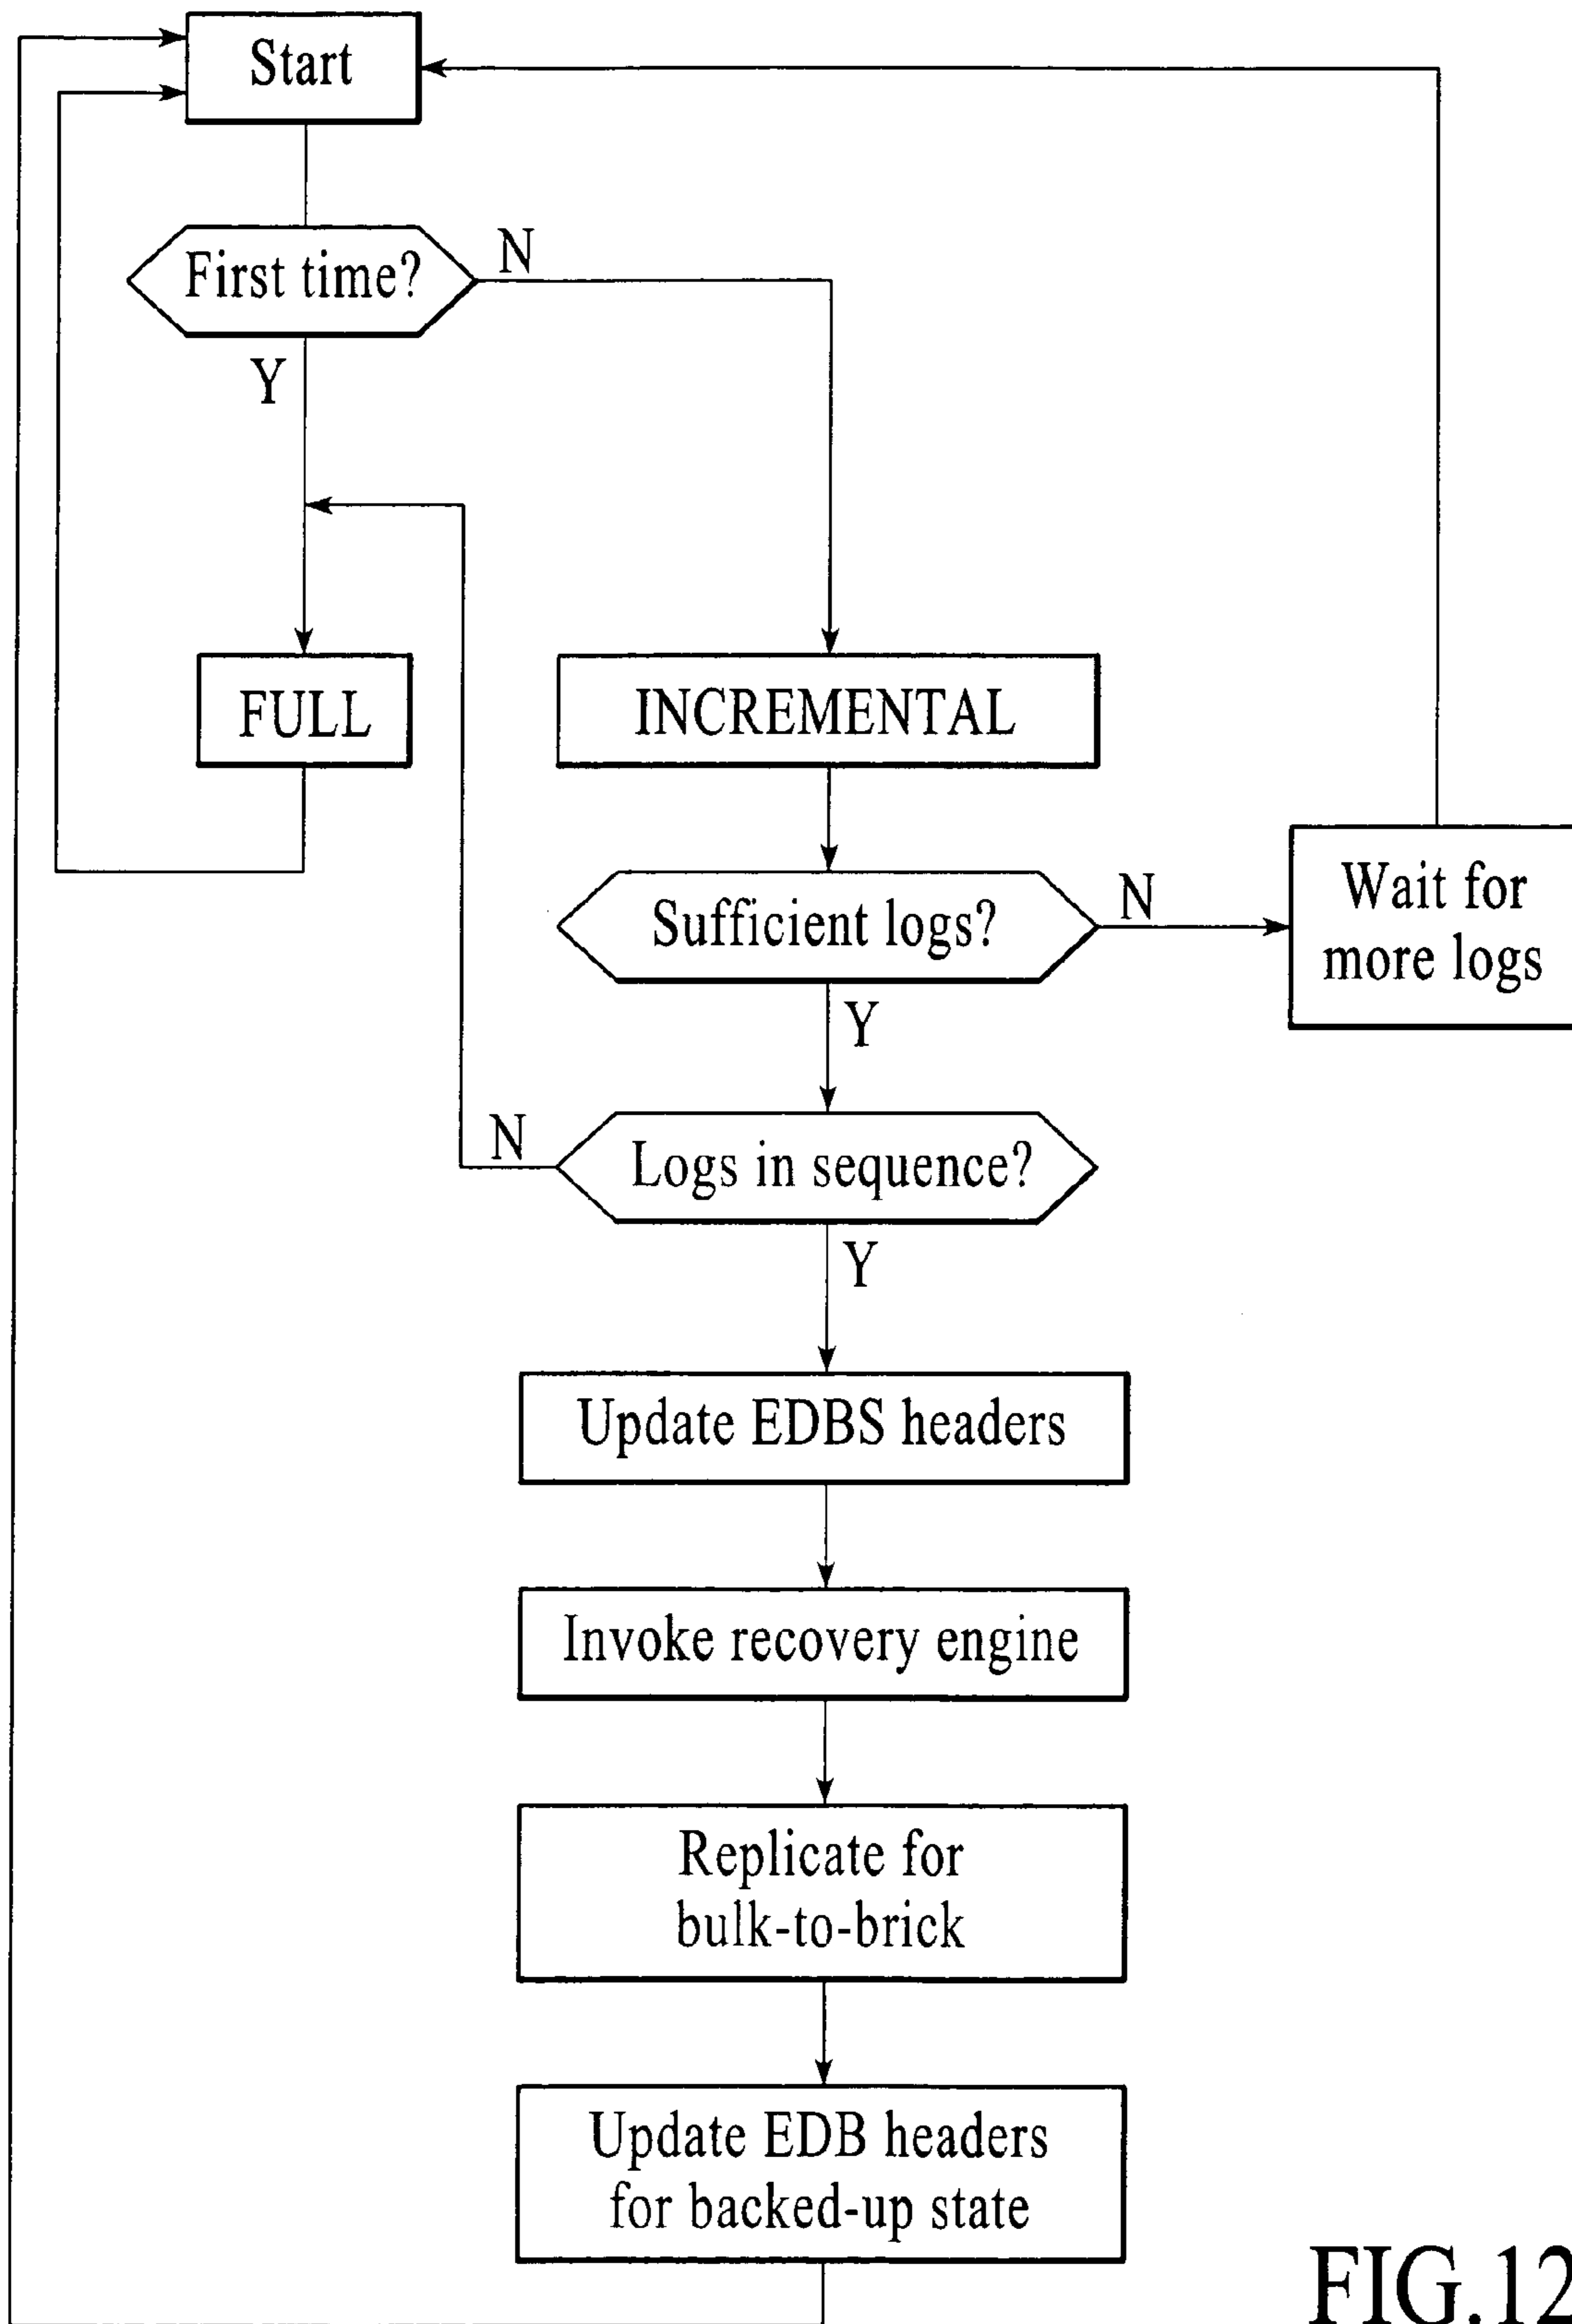 Start
First time?
N
Y
FULL
INCREMENTAL
Sufficient logs?
N
Wait for
more logs
Y
Logs in sequence?
N
Y
Update EDBS headers
Invoke recovery engine
Replicate for
bulk-to-brick
Update EDB headers
for backed-up state
FIG.12